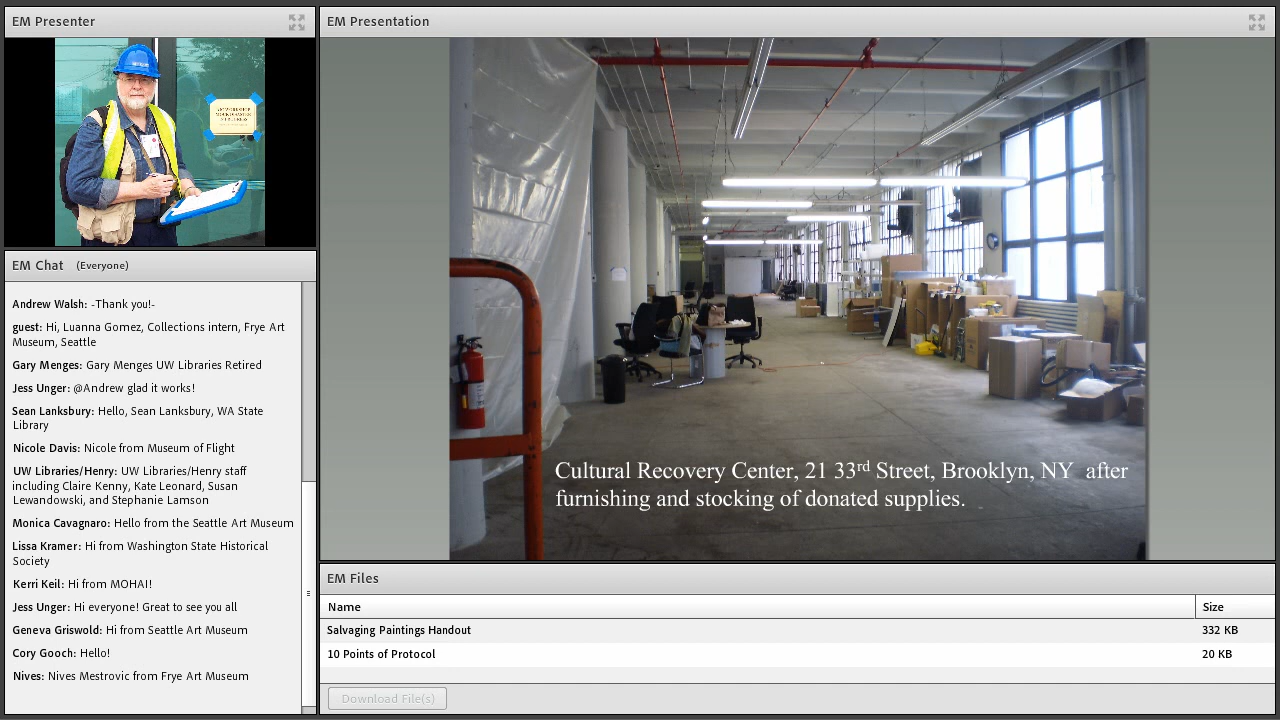 EM Presenter
EM Chat (Everyone)
Andrew Walsh: -Thank you!-
guest: Hi, Luanna Gomez, Collections intern, Frye Art
Museum, Seattle
Gary Menges: Gary Menges UW Libraries Retired
Jess Unger: @Andrew glad it works!
Sean Lanksbury: Hello, Sean Lanksbury, WA State
Library
Nicole Davis: Nicole from Museum of Flight
UW Libraries/Henry: UW Libraries/Henry staff
including Claire Kenny, Kate Leonard, Susan
Lewandowski, and Stephanie Lamson
Monica Cavagnaro: Hello from the Seattle Art Museum
Lissa Kramer: Hi from Washington State Historical
Society
Kerri Keil: Hi from MOHAI!
Jess Unger: Hi everyone! Great to see you all
Geneva Griswold: Hi from Seattle Art Museum
Cory Gooch: Hello!
Nives: Nives Mestrovic from Frye Art Museum
EM Presentation
Cultural Recovery Center, 21 33rd Street, Brooklyn, NY after
furnishing and stocking of donated supplies.
EM Files
Name Size
Salvaging Paintings Handout 332 KB
10 Points of Protocol 20 KB
Download File(s)